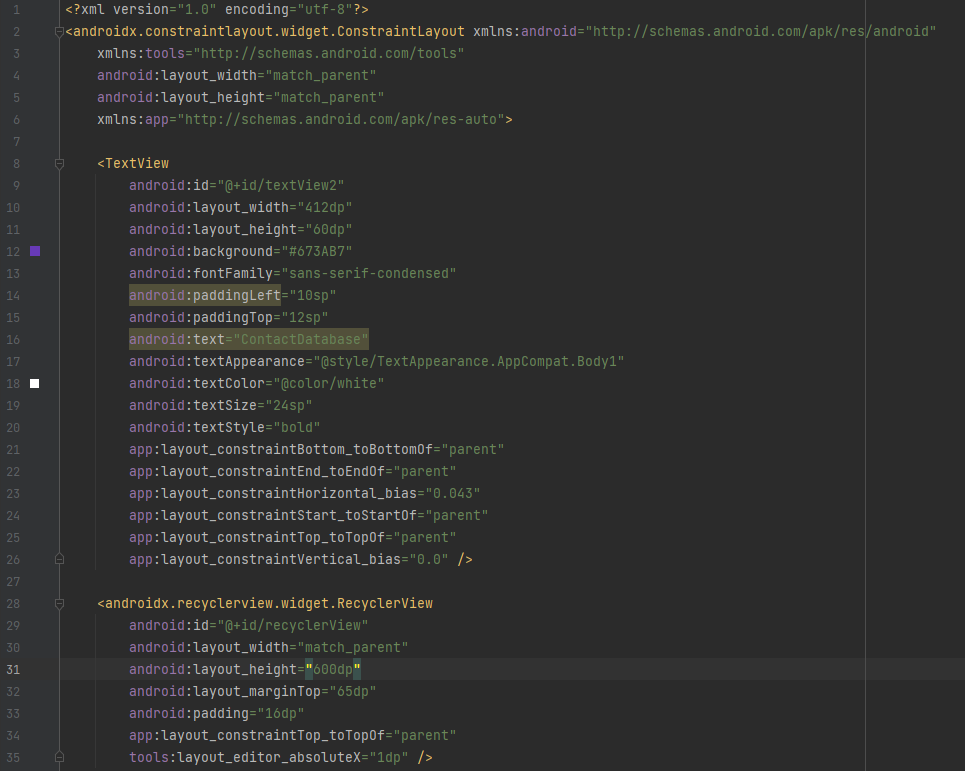 1 <?xml version="1.0" encoding="utf-8"?>
2 <androidx.constraintlayout.widget.ConstraintLayout xmlns:android="http://schemas.android.com/apk/res/android"
3 xmlns:tools="http://schemas.android.com/tools"
4 android:layout_width="match_parent"
5 android:layout_height="match_parent"
6 xmlns:app="http://schemas.android.com/apk/res-auto">
7
8 <TextView
9 android:id="@+id/textView2"
10 android:layout_width="412dp"
11 android:layout_height="60dp"
12 android:background="#673AB7"
13 android:fontFamily="sans-serif-condensed"
14 android:paddingLeft="10sp"
15 android:paddingTop="12sp"
16 android:text="ContactDatabase"
17 android:textAppearance="@style/TextAppearance.AppCompat.Body1"
18 android:textColor="@color/white"
19 android:textSize="24sp"
20 android:textStyle="bold"
21 app:layout_constraintBottom_toBottomOf="parent"
22 app:layout_constraintEnd_toEndOf="parent"
23 app:layout_constraintHorizontal_bias="0.043"
24 app:layout_constraintStart_toStartOf="parent"
25 app:layout_constraintTop_toTopOf="parent"
26 app:layout_constraintVertical_bias="0.0" />
27
28 <androidx.recyclerview.widget.RecyclerView
29 android:id="@+id/recyclerView"
30 android:layout_width="match_parent"
31 android:layout_height="600dp"
32 android:layout_marginTop="65dp"
33 android:padding="16dp"
34 app:layout_constraintTop_toTopOf="parent"
35 tools:layout_editor_absoluteX="1dp" />